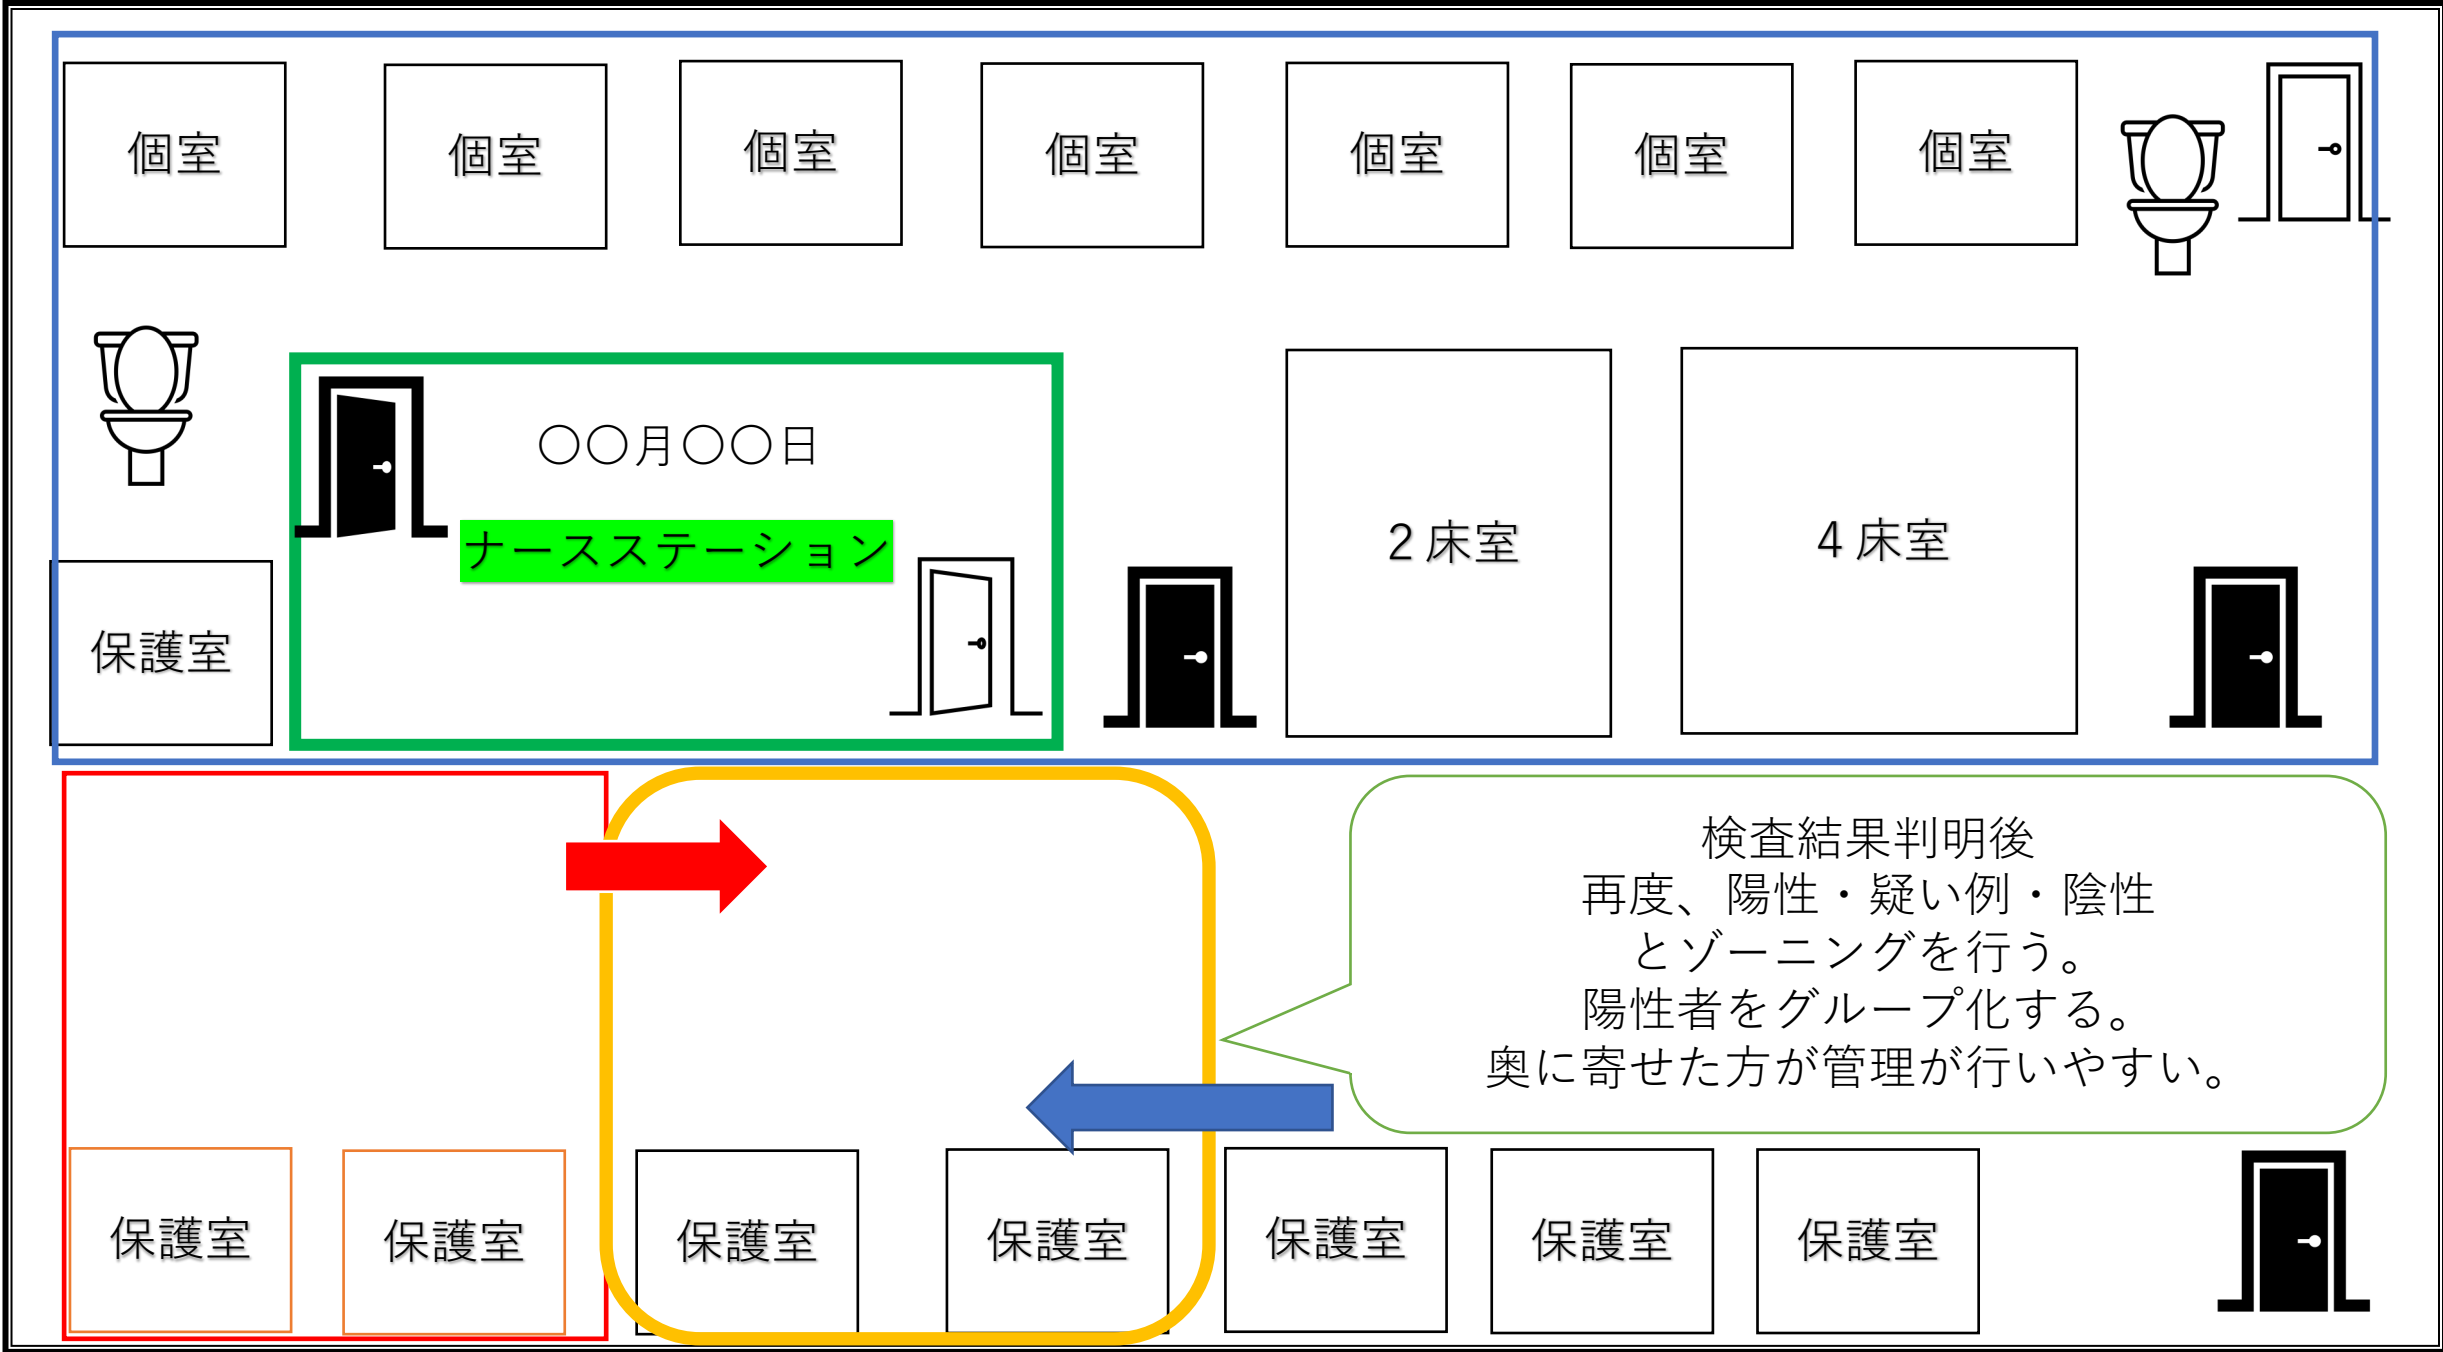 個室
個室
個室
個室
個室
個室
個室
〇〇月〇〇日
ナースステーション
２床室
４床室
保護室
検査結果判明後
再度、陽性・疑い例・陰性
とゾーニングを行う。
陽性者をグループ化する。
奥に寄せた方が管理が行いやすい。
保護室
保護室
保護室
保護室
保護室
保護室
保護室